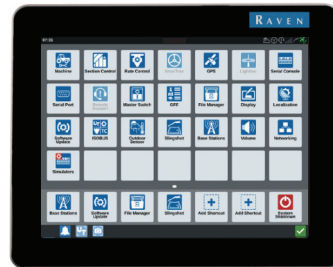 RAVEN
Machine Section Control Rate Control GPS Lightbar Serial Console
Serial Port Master Switch OFF File Manager Display Localization
Software Update ISOBUS Outdoor Sensor Slingshot Base Stations Volume Networking
Simulators
Base Stations Software Update File Manager Slingshot Add Shortcut Add Shortcut System Shutdown